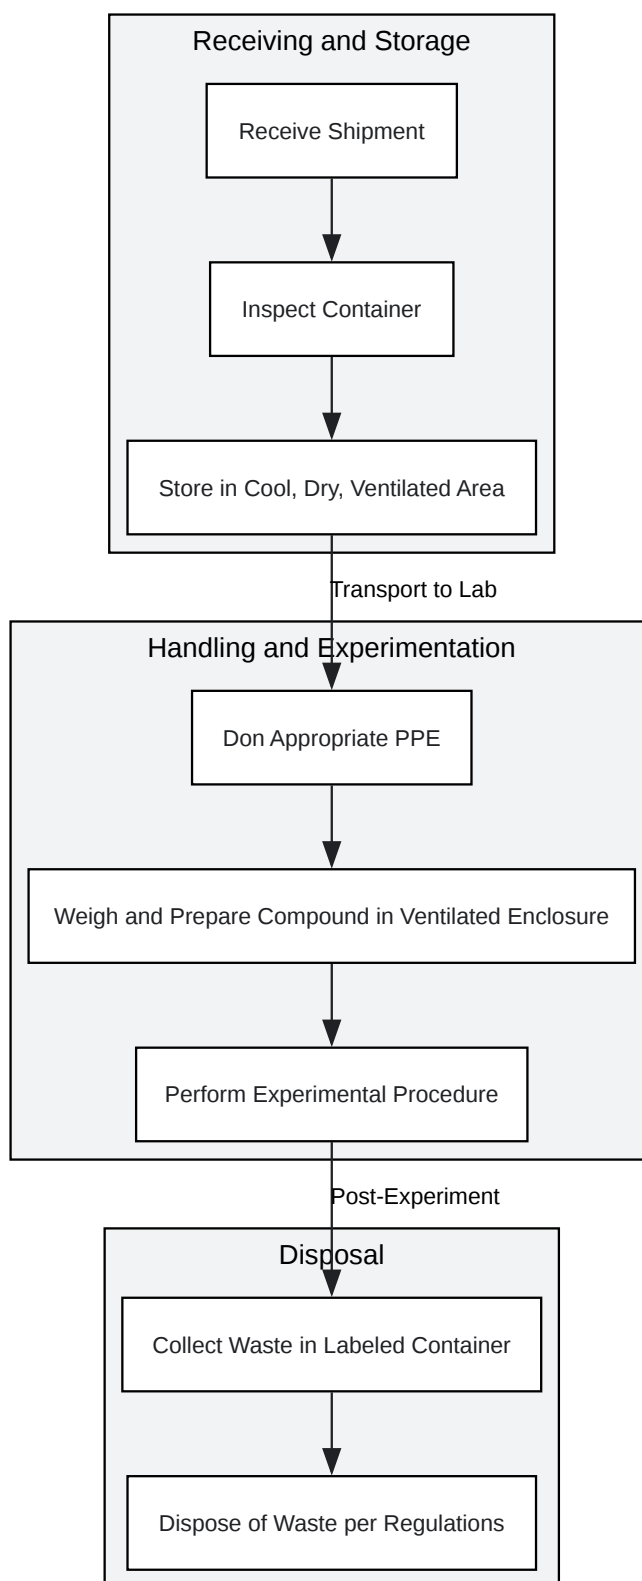 Receiving and Storage
Receive Shipment
Inspect Container
Store in Cool, Dry, Ventilated Area
Transport to Lab
Handling and Experimentation
Don Appropriate PPE
Weigh and Prepare Compound in Ventilated Enclosure
Perform Experimental Procedure
Post-Experiment
Disposal
Collect Waste in Labeled Container
Dispose of Waste per Regulations